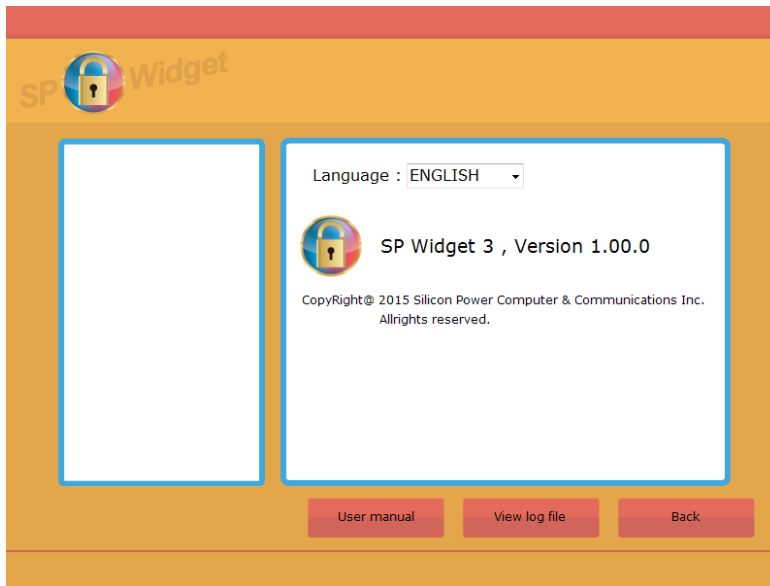 SP Widget
Language : ENGLISH
SP Widget 3 , Version 1.00.0
CopyRight@ 2015 Silicon Power Computer & Communications Inc.
Allrights reserved.
User manual
View log file
Back